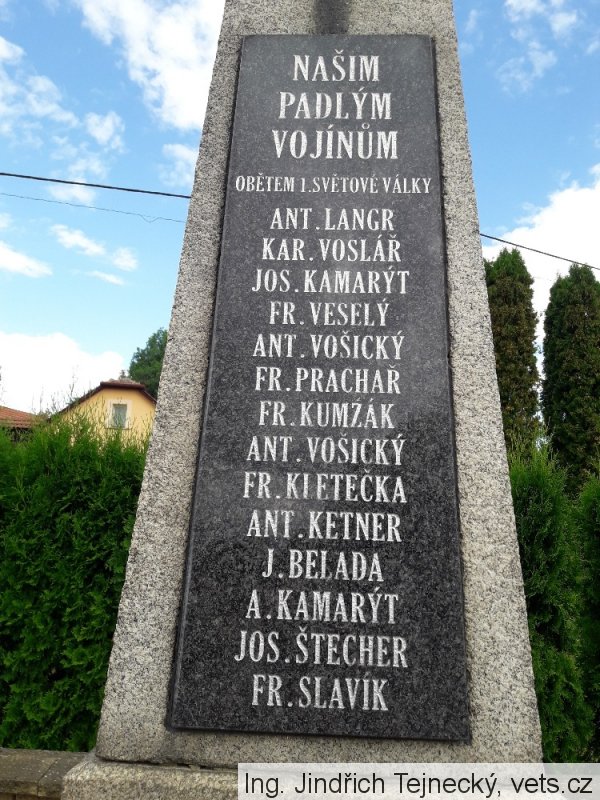 NAŠIM
PADLÝM
VOJÍNŮM
OBĚTEM 1. SVĚTOVÉ VÁLKY
ANT. LANGR
KAR. VOSLÁŘ
JOS. KAMARÝT
FR. VESELÝ
ANT. VOŠICKÝ
FR. PRACHAŘ
FR. KUMŽÁK
ANT. VOŠICKÝ
FR. KLETEČKA
ANT. KETNER
J. BELADA
A. KAMARÝT
JOS. ŠTECHER
FR. SLAVÍK
Ing. Jindřich Tejnecký, vets.cz